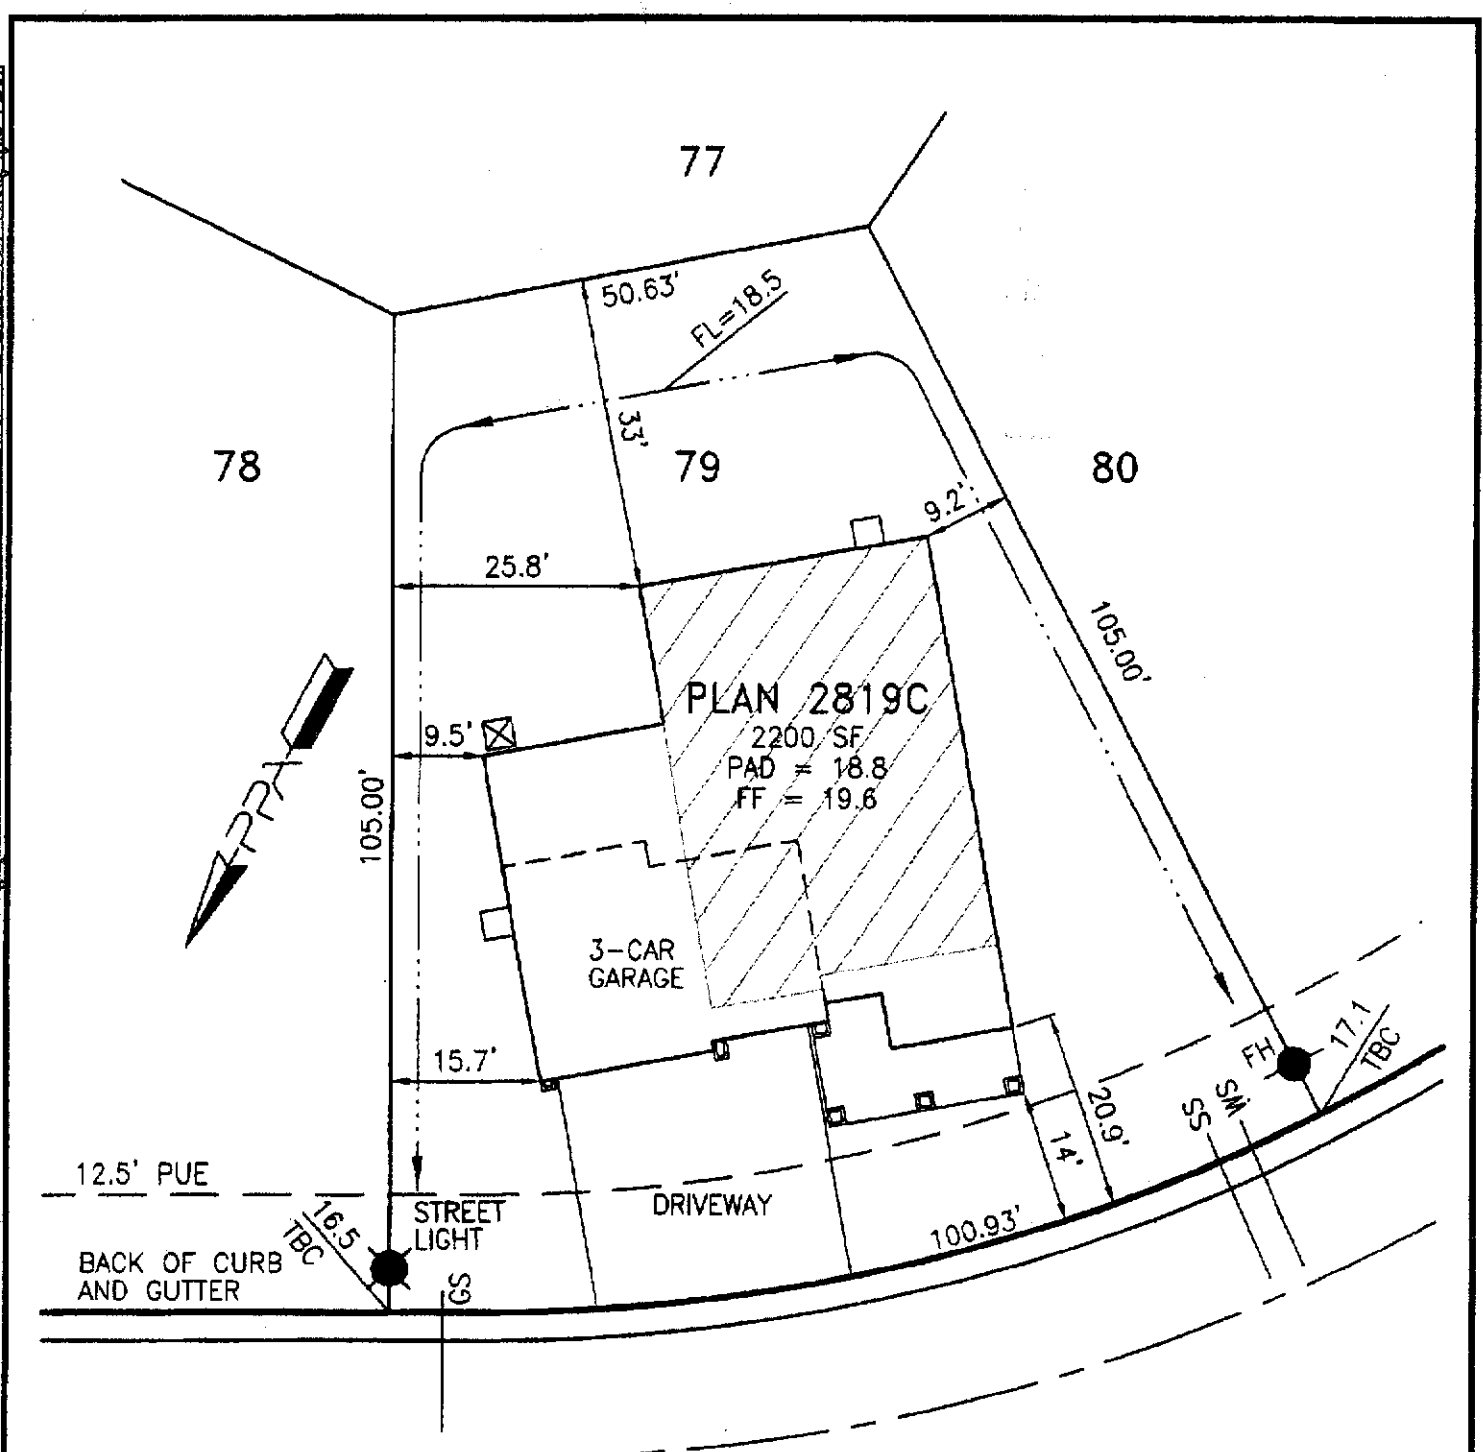 77
50.63'
FL=18.5
33'
78
79
80
9.2'
25.8'
105.00'
PLAN 2819C
2200 SF
PAD = 18.8
FF = 19.6
9.5'
105.00'
3-CAR
GARAGE
15.7'
17.1
TBC
FH
SM
SS
20.9'
14'
12.5' PUE
STREET
LIGHT
DRIVEWAY
16.5
TBC
100.93'
BACK OF CURB
AND GUTTER
GS